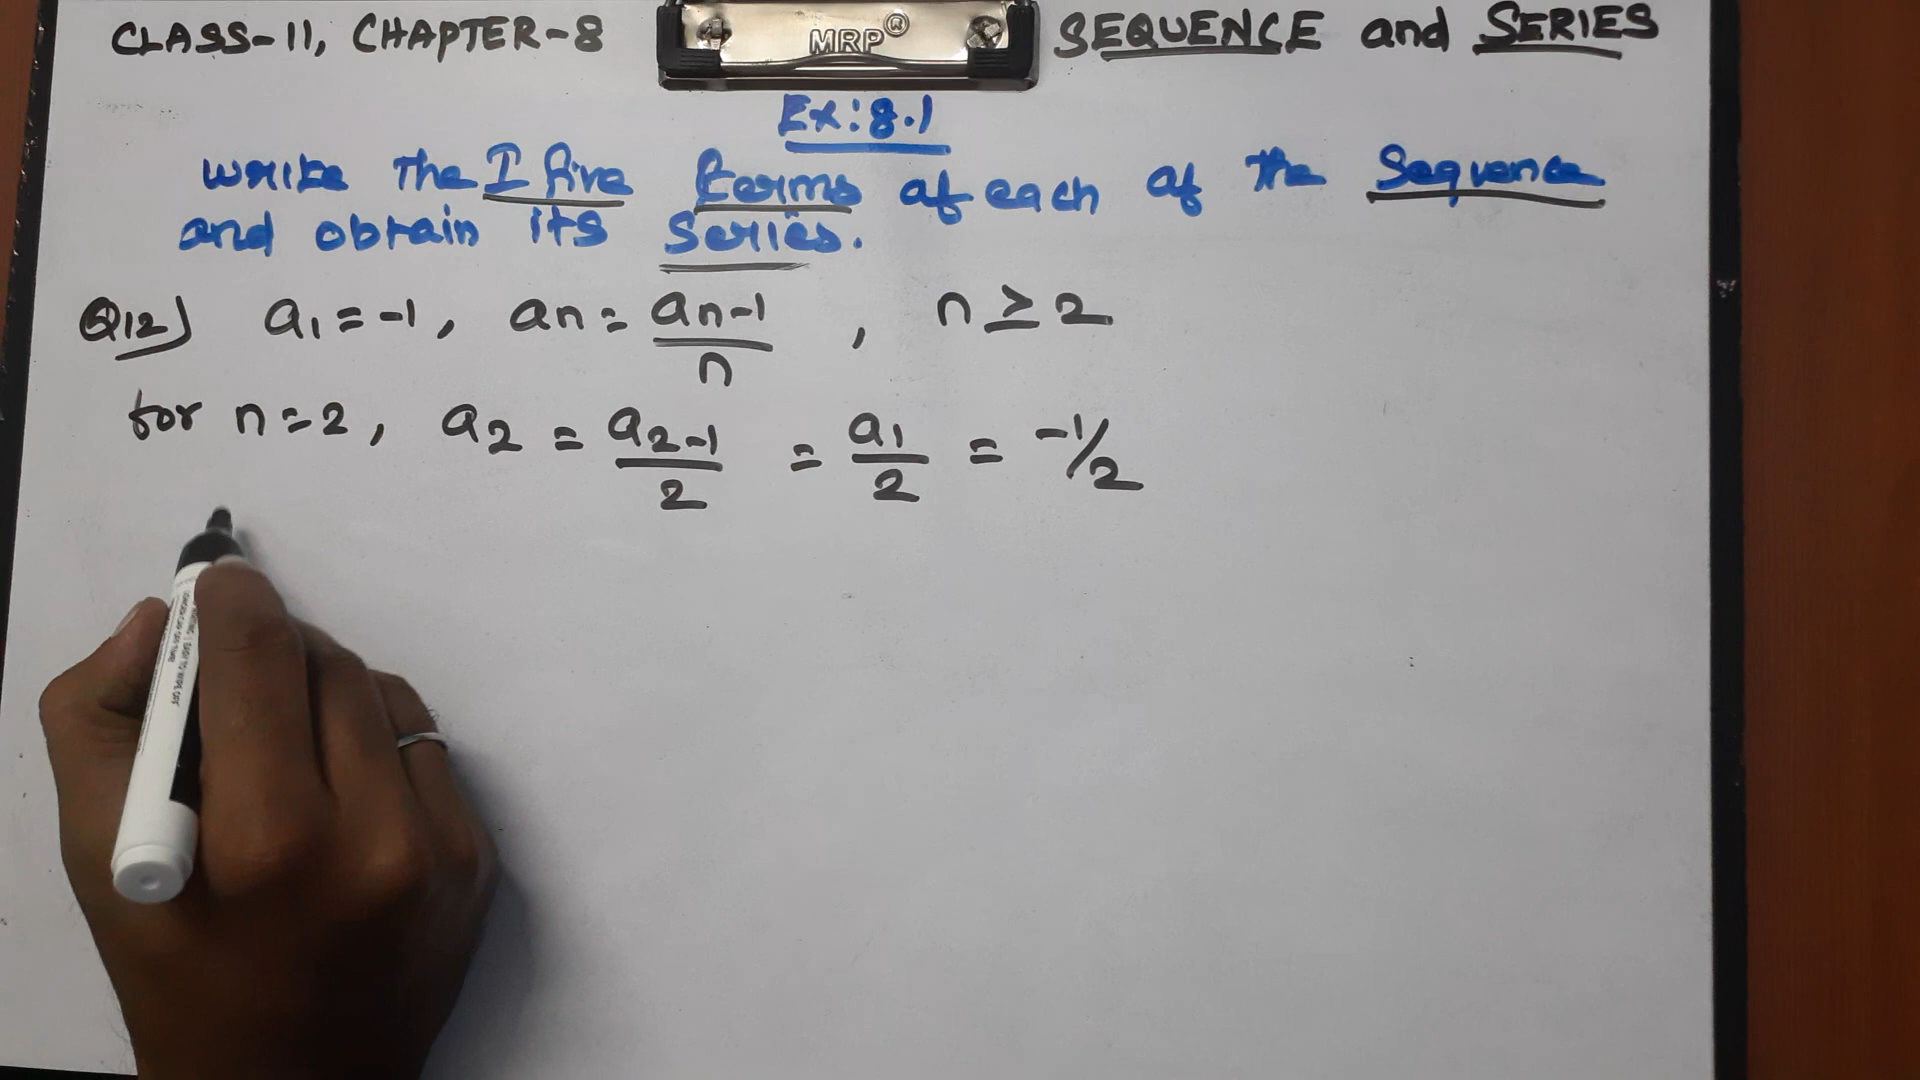 CLASS-11, CHAPTER-8 MRP® SEQUENCE and SERIES
Ex:8.1
write the I five terms of each of the Sequence
and obtain its series.
Q12) a1 = -1, an = an-1/n , n ≥ 2
for n=2, a2 = a2-1/2 = a1/2 = -1/2